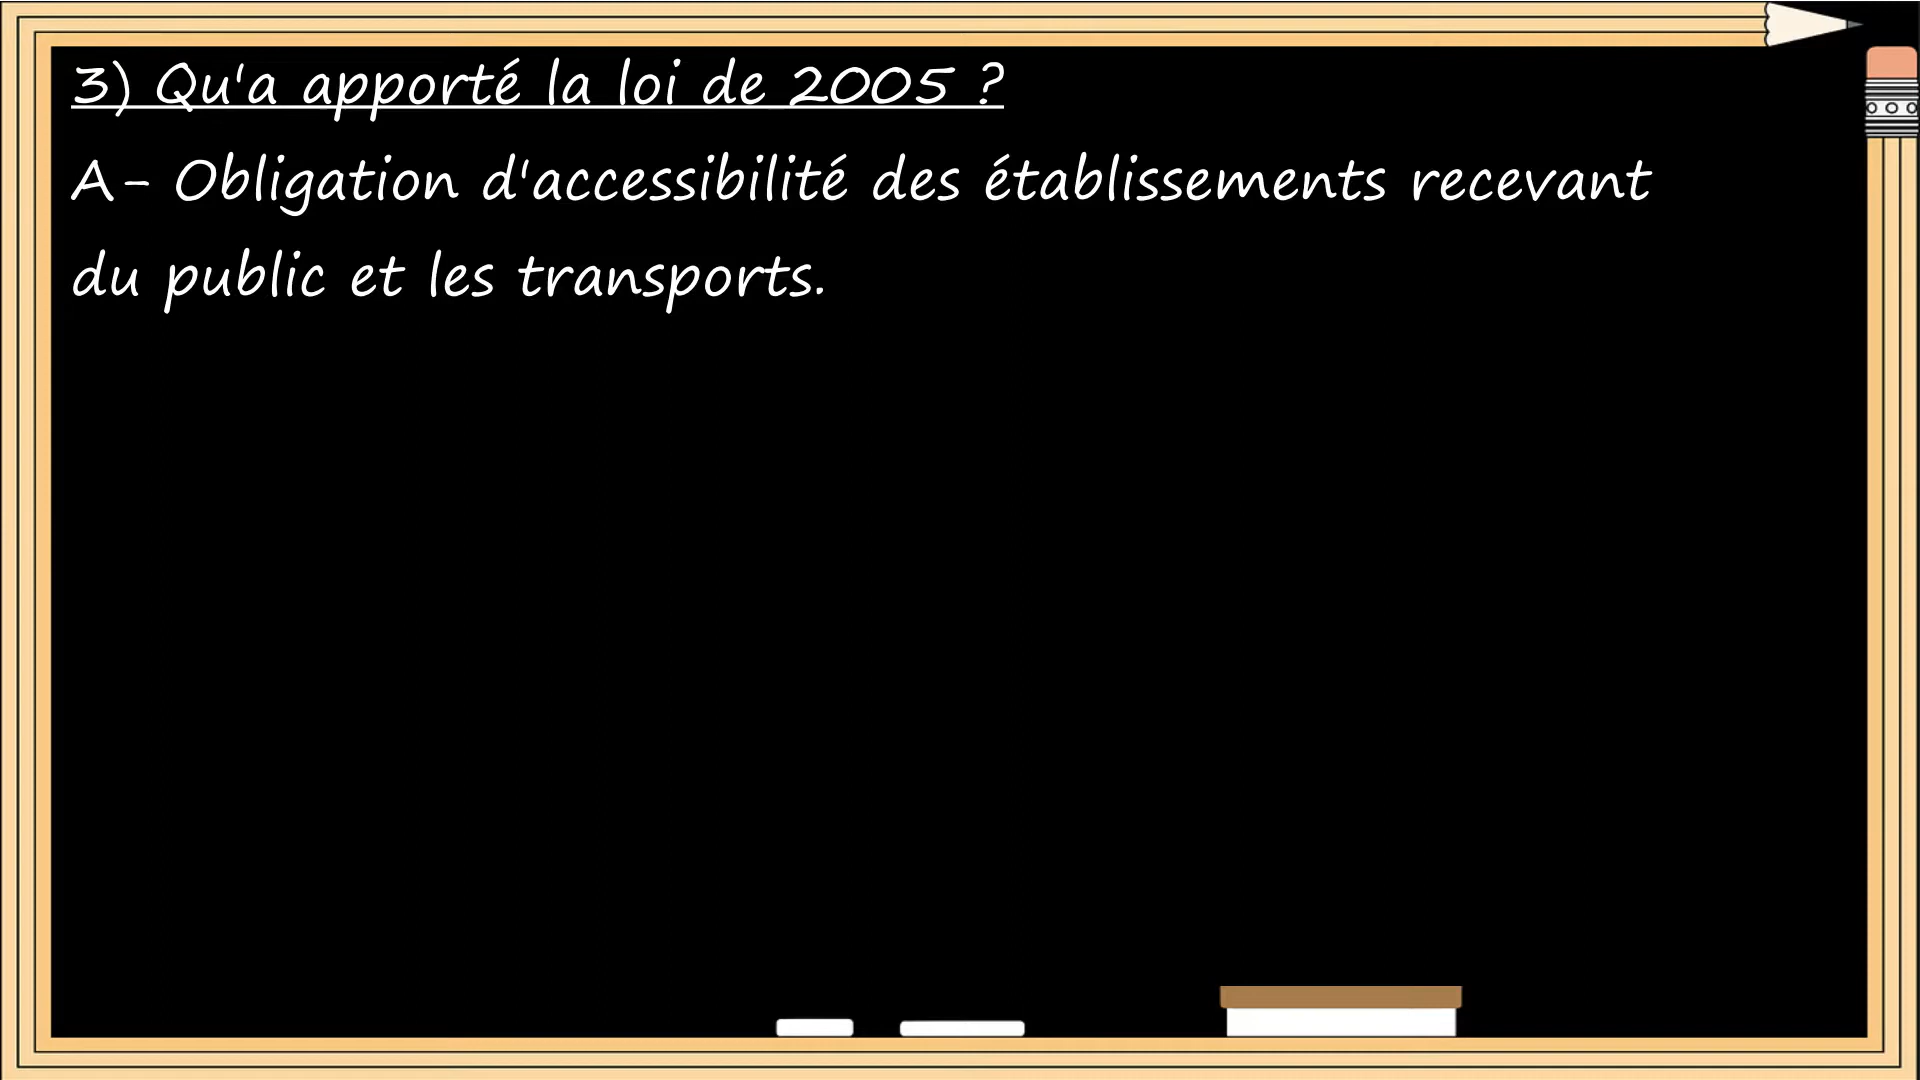 3) Qu'a apporté la loi de 2005 ?
A- Obligation d'accessibilité des établissements recevant
du public et les transports.